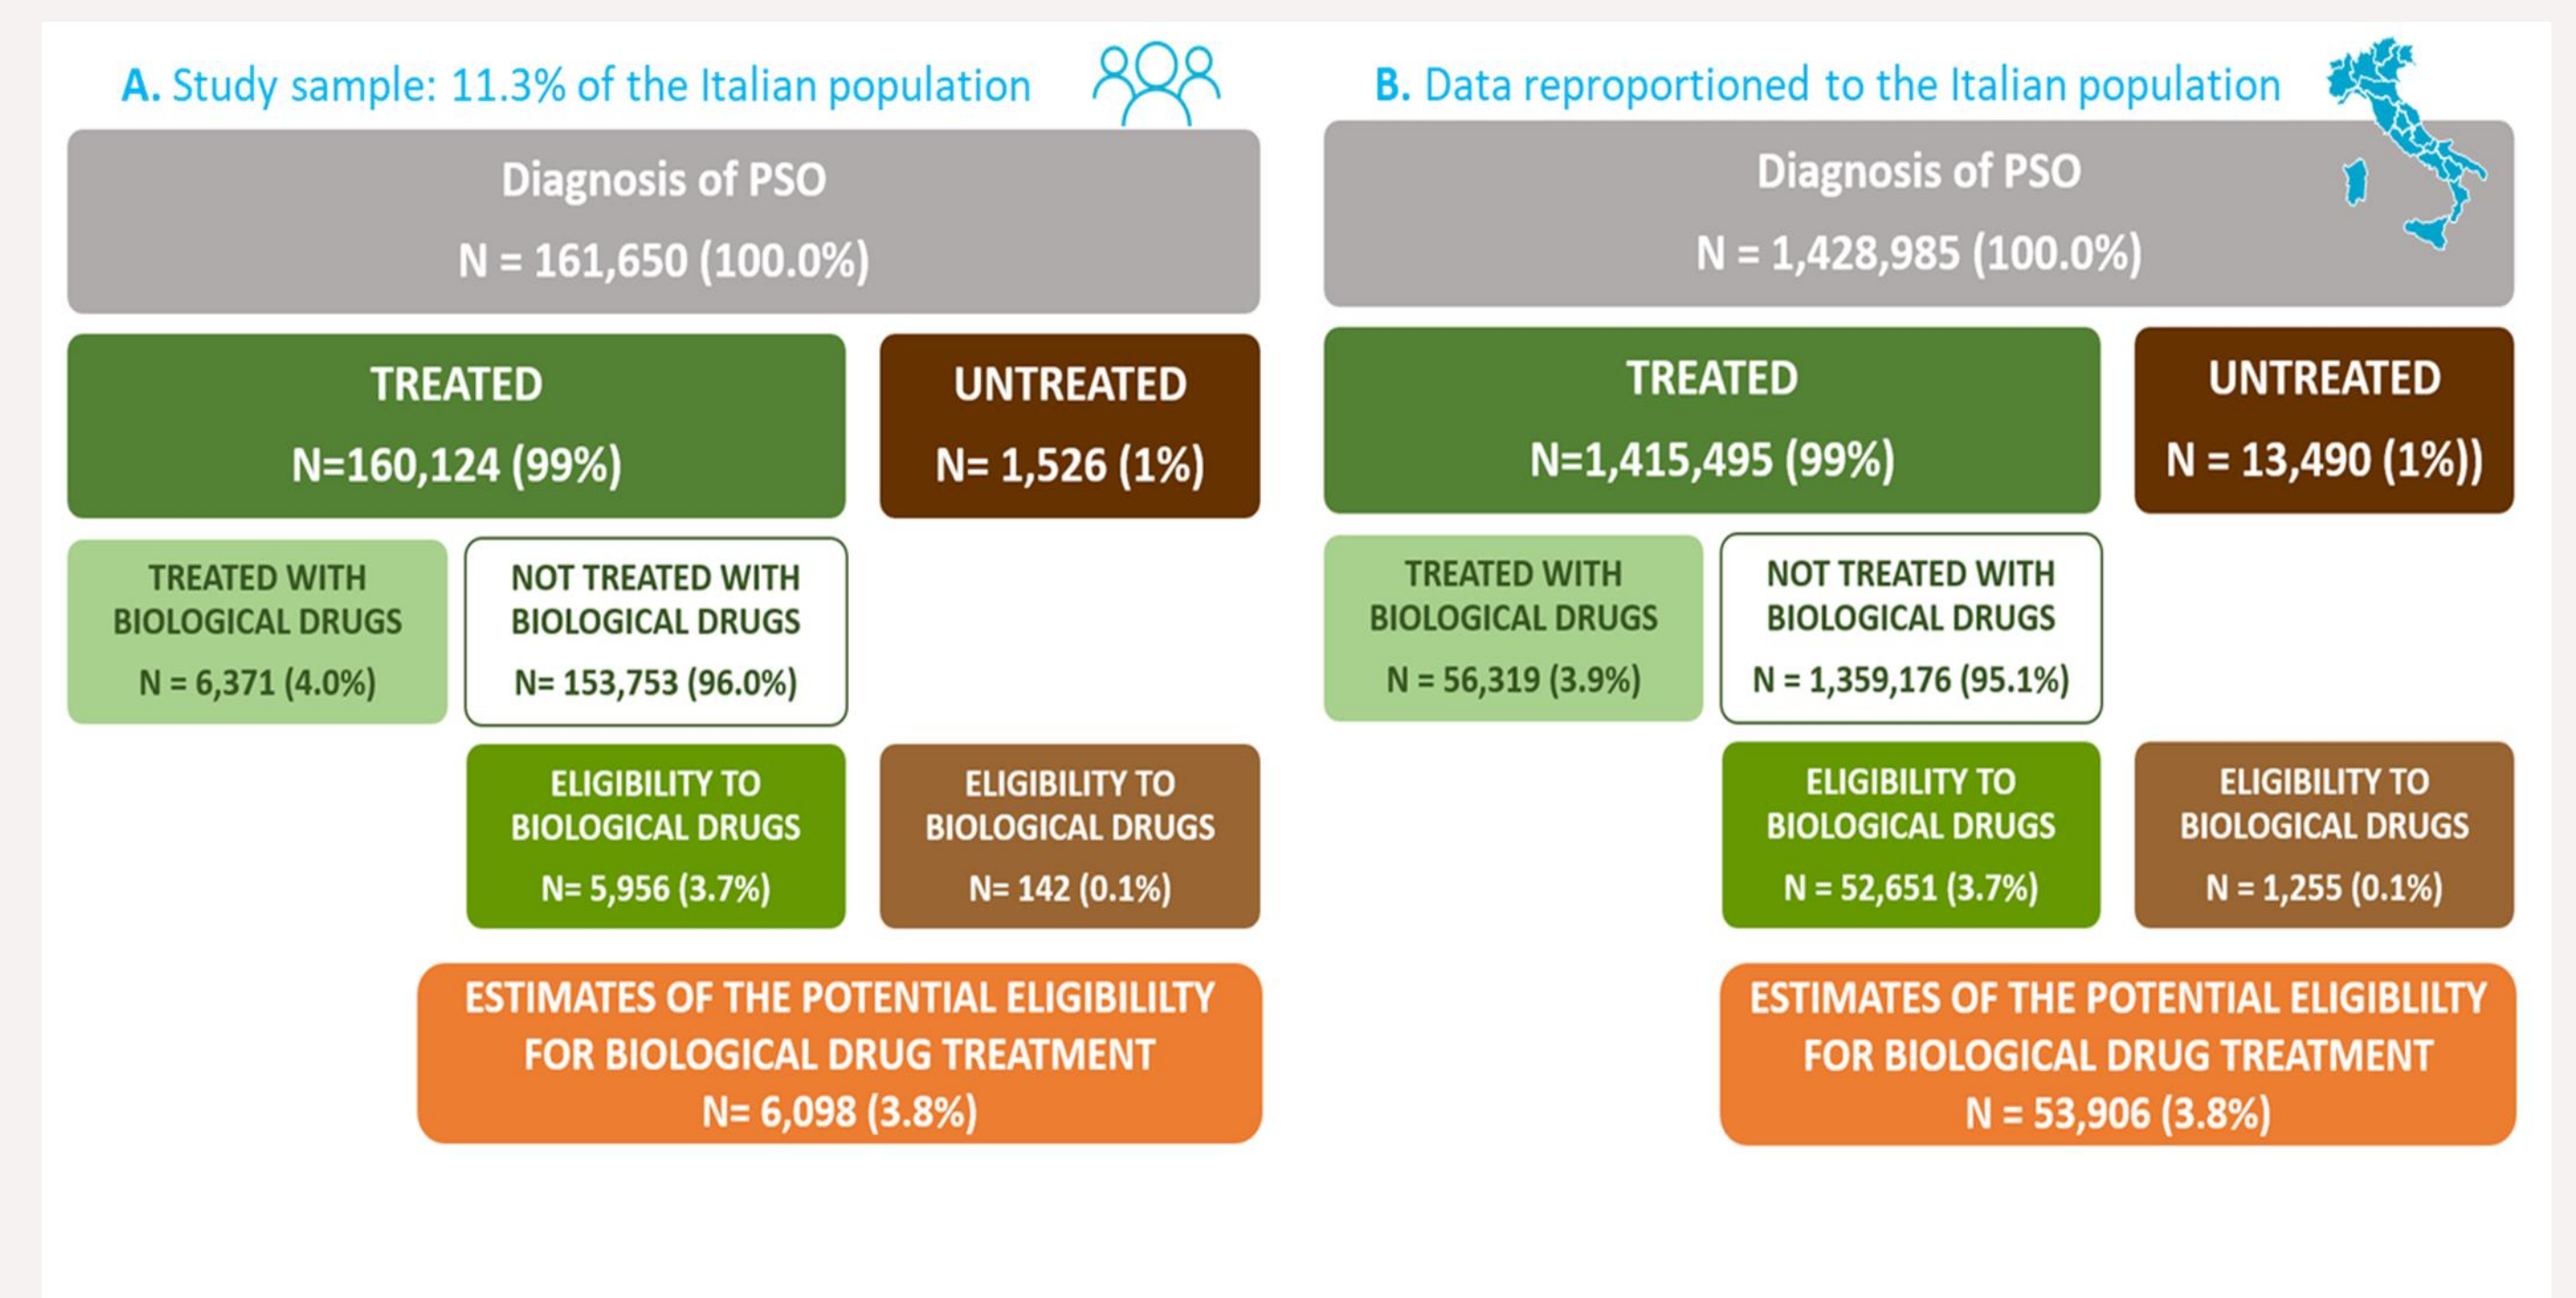 A. Study sample: 11.3% of the Italian population
Diagnosis of PSO
N = 161,650 (100.0%)
TREATED
N=160,124 (99%)
UNTREATED
N= 1,526 (1%)
TREATED WITH
BIOLOGICAL DRUGS
N = 6,371 (4.0%)
NOT TREATED WITH
BIOLOGICAL DRUGS
N= 153,753 (96.0%)
ELIGIBILITY TO
BIOLOGICAL DRUGS
N= 5,956 (3.7%)
ELIGIBILITY TO
BIOLOGICAL DRUGS
N= 142 (0.1%)
ESTIMATES OF THE POTENTIAL ELIGIBILILTY
FOR BIOLOGICAL DRUG TREATMENT
N= 6,098 (3.8%)
B. Data reproportioned to the Italian population
Diagnosis of PSO
N = 1,428,985 (100.0%)
TREATED
N=1,415,495 (99%)
UNTREATED
N = 13,490 (1%))
TREATED WITH
BIOLOGICAL DRUGS
N = 56,319 (3.9%)
NOT TREATED WITH
BIOLOGICAL DRUGS
N = 1,359,176 (95.1%)
ELIGIBILITY TO
BIOLOGICAL DRUGS
N = 52,651 (3.7%)
ELIGIBILITY TO
BIOLOGICAL DRUGS
N = 1,255 (0.1%)
ESTIMATES OF THE POTENTIAL ELIGIBLILTY
FOR BIOLOGICAL DRUG TREATMENT
N = 53,906 (3.8%)